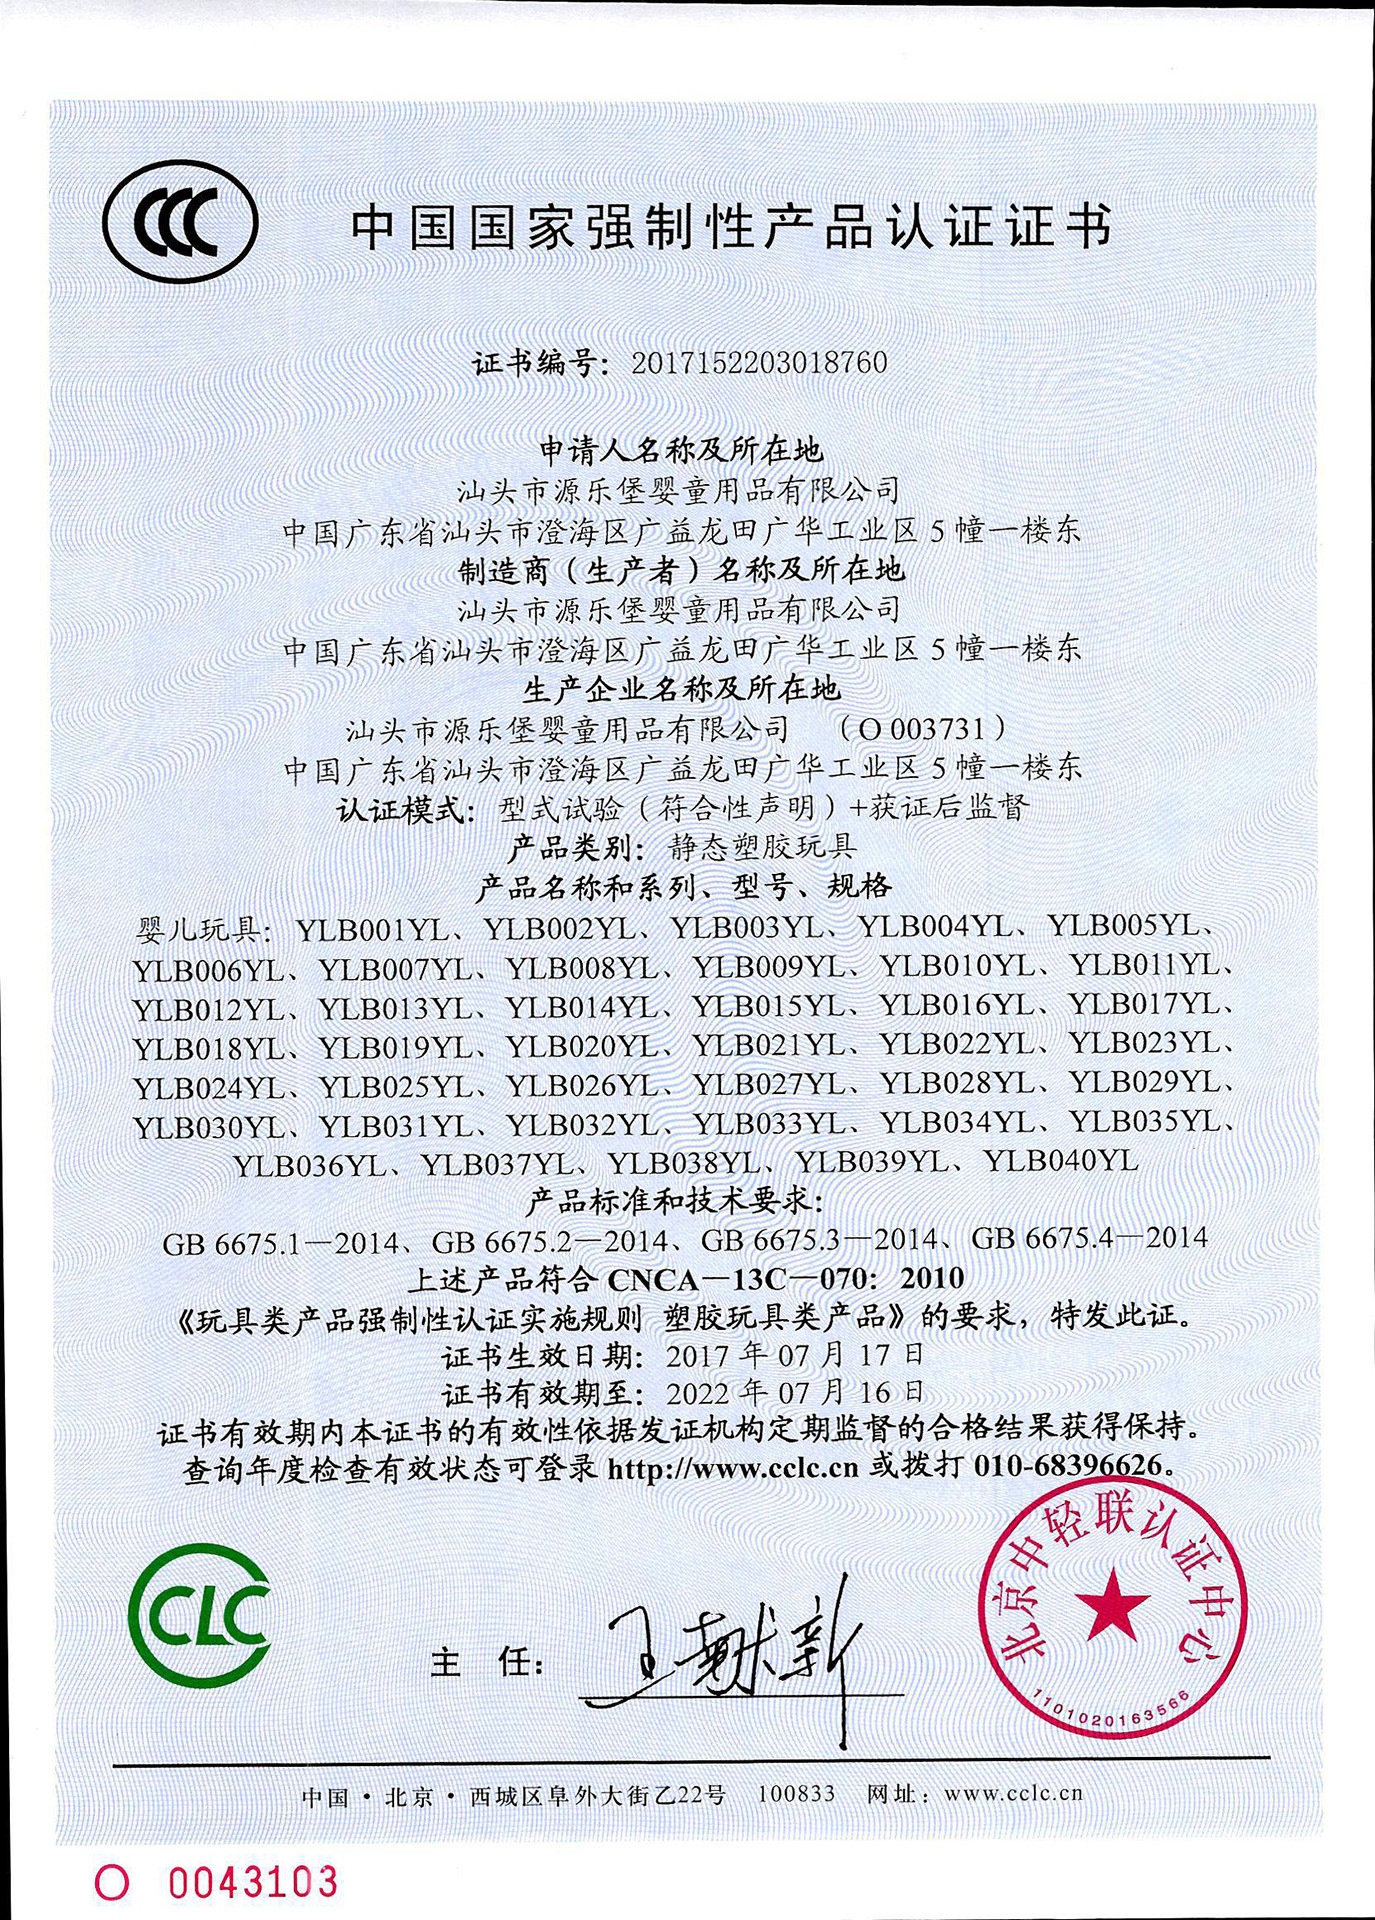 CCC
中国国家强制性产品认证证书
证书编号：2017152203018760
申请人名称及所在地
汕头市源乐堡婴童用品有限公司
中国广东省汕头市澄海区广益龙田广华工业区 5 幢一楼东
制造商（生产者）名称及所在地
汕头市源乐堡婴童用品有限公司
中国广东省汕头市澄海区广益龙田广华工业区 5 幢一楼东
生产企业名称及所在地
汕头市源乐堡婴童用品有限公司 （O 003731）
中国广东省汕头市澄海区广益龙田广华工业区 5 幢一楼东
认证模式：型式试验（符合性声明）+获证后监督
产品类别：静态塑胶玩具
产品名称和系列、型号、规格
婴儿玩具：YLB001YL、YLB002YL、YLB003YL、YLB004YL、YLB005YL、
YLB006YL、YLB007YL、YLB008YL、YLB009YL、YLB010YL、YLB011YL、
YLB012YL、YLB013YL、YLB014YL、YLB015YL、YLB016YL、YLB017YL、
YLB018YL、YLB019YL、YLB020YL、YLB021YL、YLB022YL、YLB023YL、
YLB024YL、YLB025YL、YLB026YL、YLB027YL、YLB028YL、YLB029YL、
YLB030YL、YLB031YL、YLB032YL、YLB033YL、YLB034YL、YLB035YL、
YLB036YL、YLB037YL、YLB038YL、YLB039YL、YLB040YL
产品标准和技术要求：
GB 6675.1—2014、GB 6675.2—2014、GB 6675.3—2014、GB 6675.4—2014
上述产品符合 CNCA—13C—070：2010
《玩具类产品强制性认证实施规则 塑胶玩具类产品》的要求，特发此证。
证书生效日期：2017 年 07 月 17 日
证书有效期至：2022 年 07 月 16 日
证书有效期内本证书的有效性依据发证机构定期监督的合格结果获得保持。
查询年度检查有效状态可登录 http://www.cclc.cn 或拨打 010-68396626。
CLC
主 任：
王献新
北京中轻联认证中心
1101020163566
中国·北京·西城区阜外大街乙22号 100833 网址：www.cclc.cn
O 0043103